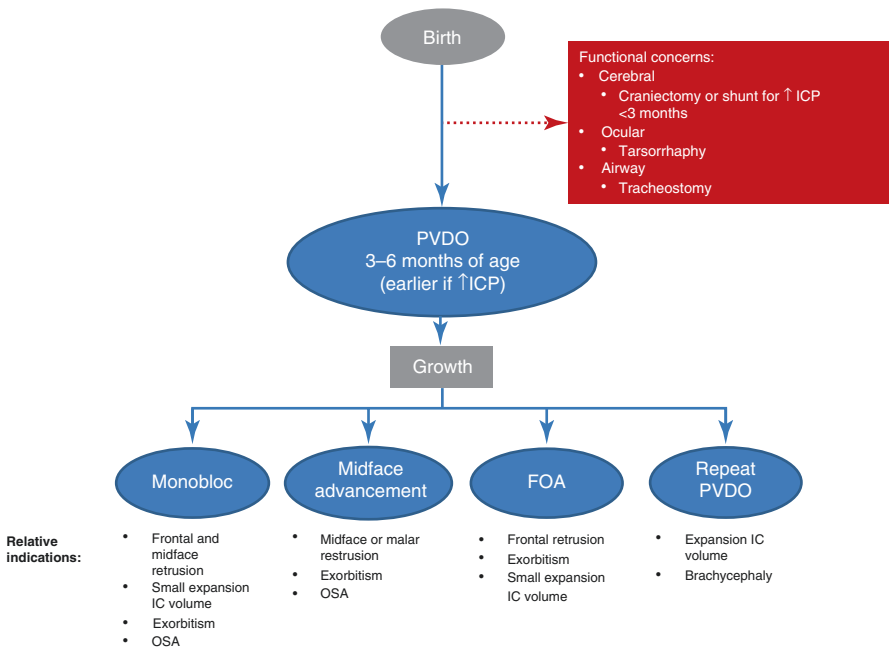 Birth
Functional concerns:
• Cerebral
• Craniectomy or shunt for ↑ ICP
<3 months
• Ocular
• Tarsorrhaphy
• Airway
• Tracheostomy
PVDO
3–6 months of age
(earlier if ↑ICP)
Growth
Monobloc
Midface
advancement
FOA
Repeat
PVDO
Relative
indications:
• Frontal and
midface
retrusion
• Small expansion
IC volume
• Exorbitism
• OSA
• Midface or malar
restrusion
• Exorbitism
• OSA
• Frontal retrusion
• Exorbitism
• Small expansion
IC volume
• Expansion IC
volume
• Brachycephaly